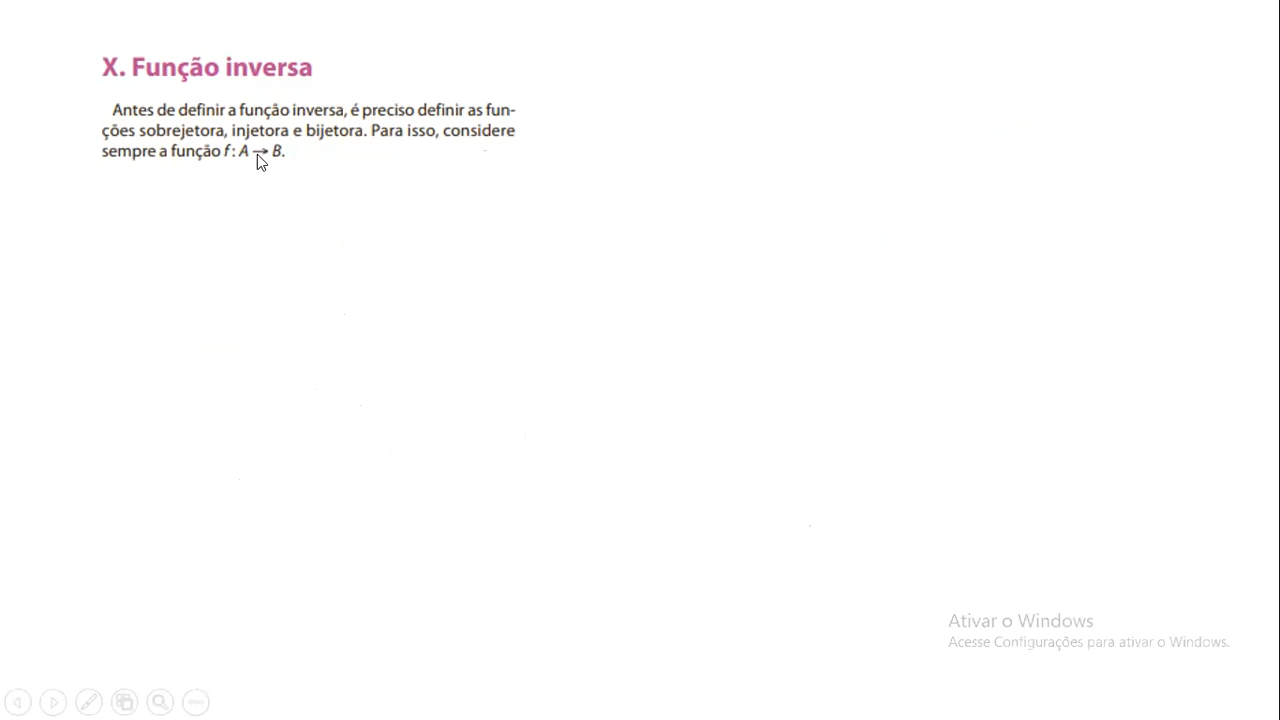 X. Função inversa
Antes de definir a função inversa, é preciso definir as fun-
ções sobrejetora, injetora e bijetora. Para isso, considere
sempre a função f : A → B.
Ativar o Windows
Acesse Configurações para ativar o Windows.